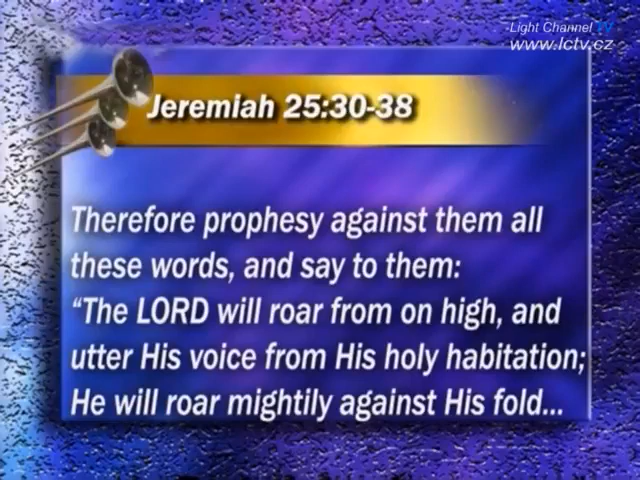 Light Channel TV
www.lctv.cz
Jeremiah 25:30-38
Therefore prophesy against them all
these words, and say to them:
“The LORD will roar from on high, and
utter His voice from His holy habitation;
He will roar mightily against His fold...